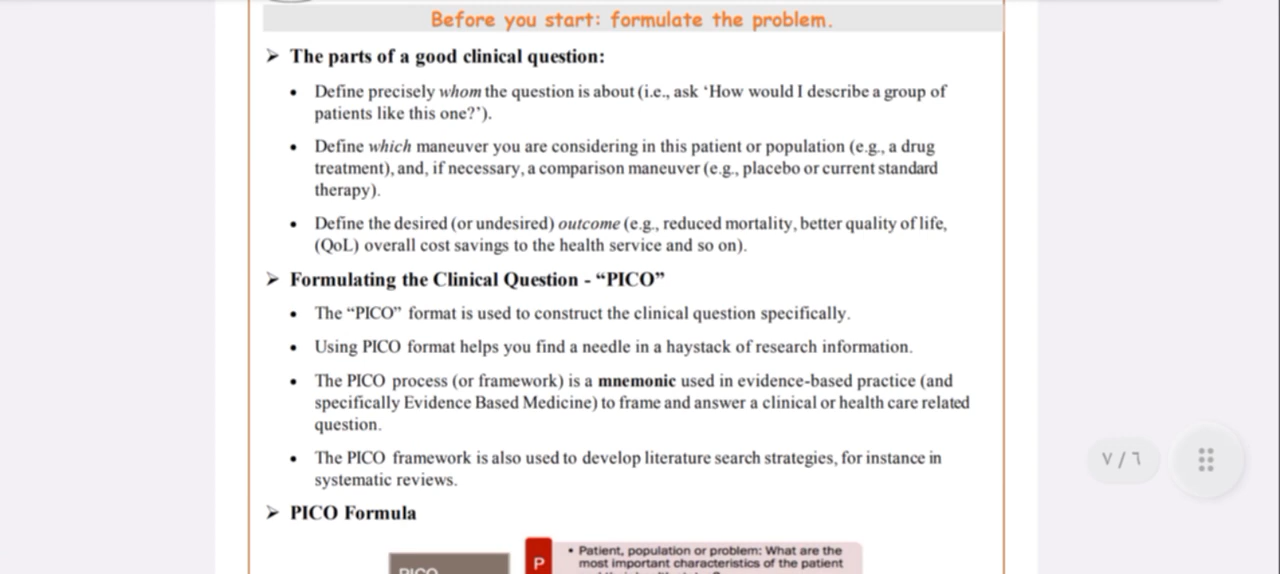 Before you start: formulate the problem.
➢ The parts of a good clinical question:
• Define precisely whom the question is about (i.e., ask ‘How would I describe a group of
patients like this one?’).
• Define which maneuver you are considering in this patient or population (e.g., a drug
treatment), and, if necessary, a comparison maneuver (e.g., placebo or current standard
therapy).
• Define the desired (or undesired) outcome (e.g., reduced mortality, better quality of life,
(QoL) overall cost savings to the health service and so on).
➢ Formulating the Clinical Question - “PICO”
• The “PICO” format is used to construct the clinical question specifically.
• Using PICO format helps you find a needle in a haystack of research information.
• The PICO process (or framework) is a mnemonic used in evidence-based practice (and
specifically Evidence Based Medicine) to frame and answer a clinical or health care related
question.
• The PICO framework is also used to develop literature search strategies, for instance in
systematic reviews.
٧ / ٦
➢ PICO Formula
PICO
P
• Patient, population or problem: What are the
most important characteristics of the patient